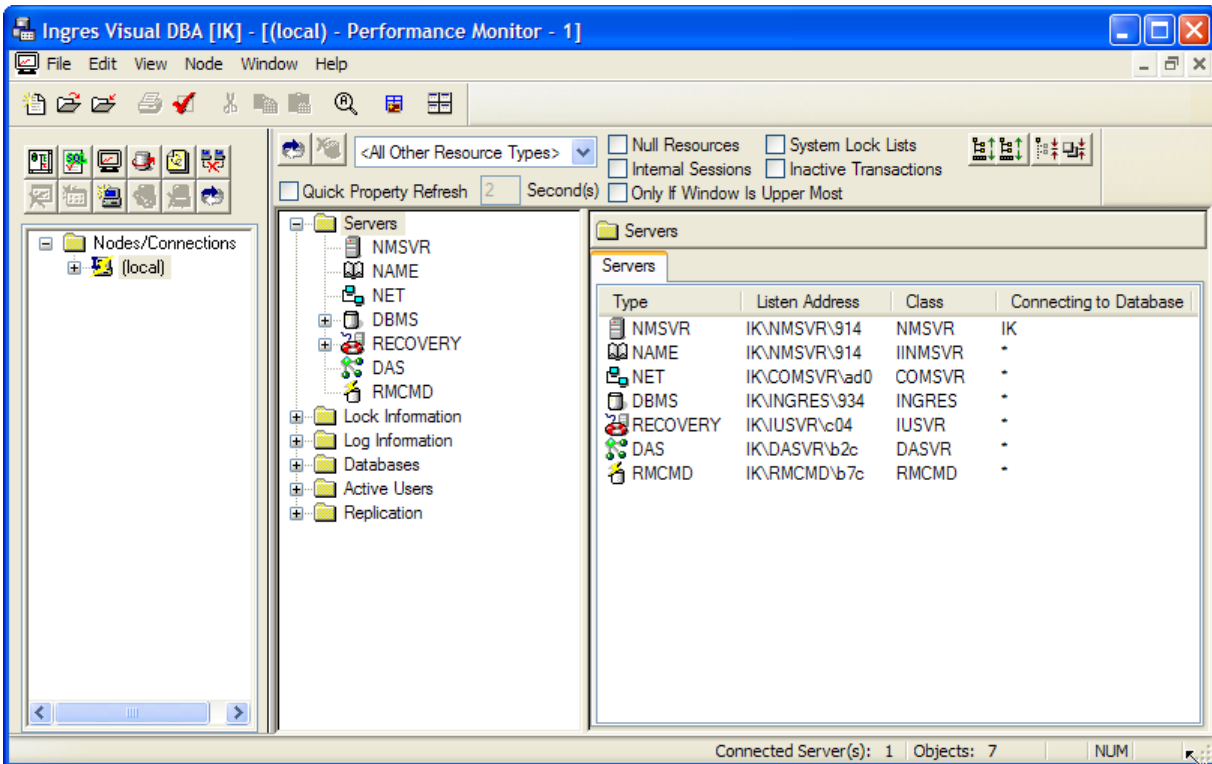 Ingres Visual DBA [IK] - [(local) - Performance Monitor - 1]
File Edit View Node Window Help
<All Other Resource Types>
Null Resources System Lock Lists
Internal Sessions Inactive Transactions
Quick Property Refresh 2 Second(s) Only If Window Is Upper Most
Nodes/Connections
(local)
Servers
NMSVR
NAME
NET
DBMS
RECOVERY
DAS
RMCMD
Lock Information
Log Information
Databases
Active Users
Replication
Servers
Servers
Type Listen Address Class Connecting to Database
NMSVR IK\NMSVR\914 NMSVR IK
NAME IK\NMSVR\914 IINMSVR *
NET IK\COMSVR\ad0 COMSVR *
DBMS IK\INGRES\934 INGRES *
RECOVERY IK\IUSVR\c04 IUSVR *
DAS IK\DASVR\b2c DASVR *
RMCMD IK\RMCMD\b7c RMCMD *
Connected Server(s): 1 Objects: 7 NUM